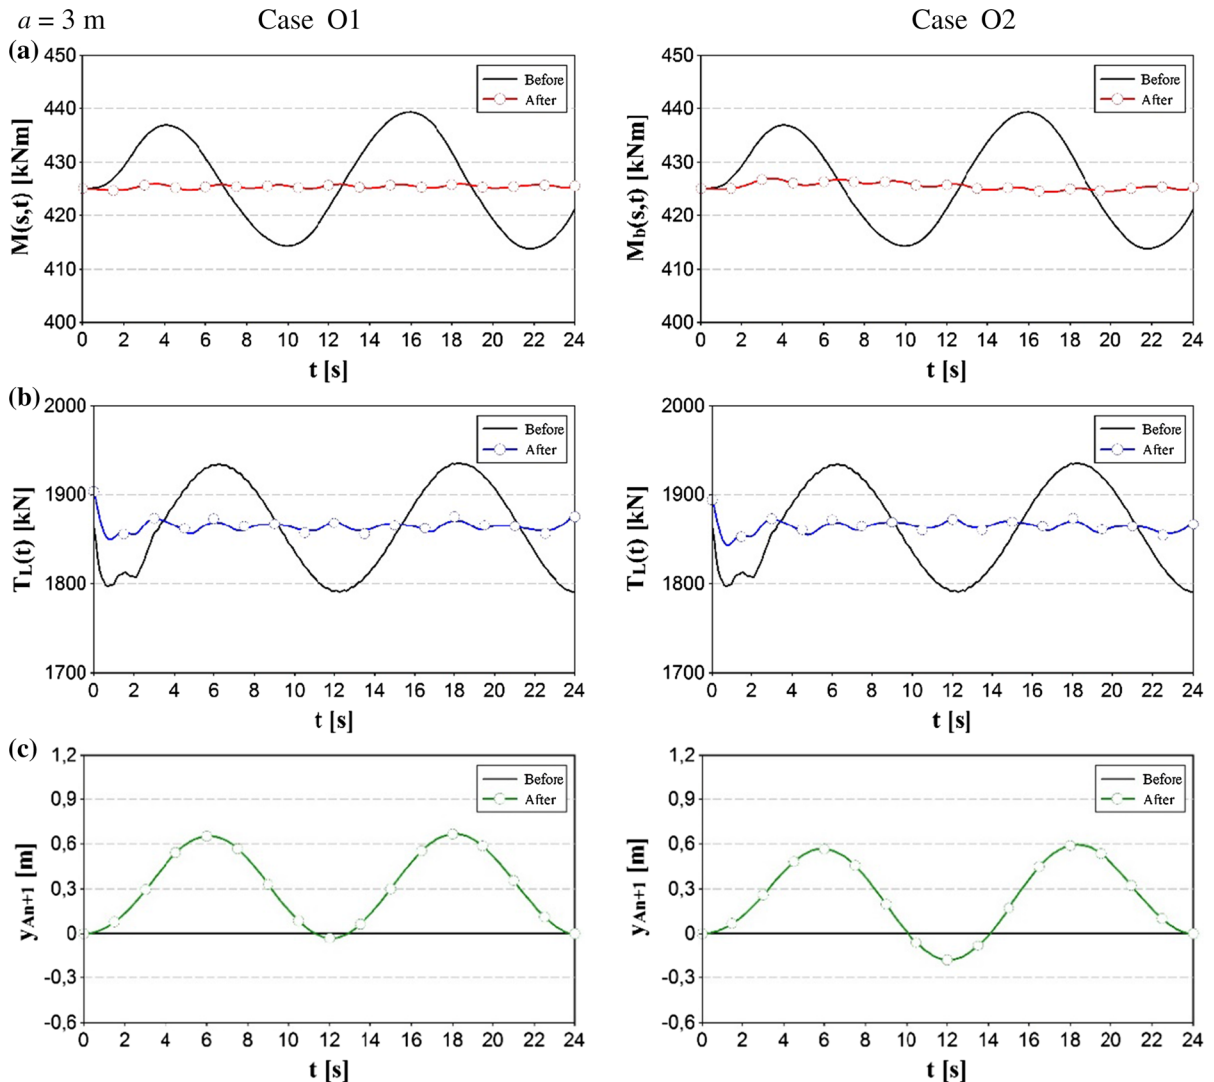 a = 3 m Case O1 Case O2
(a)
450
440
430
420
410
400
0 2 4 6 8 10 12 14 16 18 20 22 24
M(s,t) [kNm]
t [s]
Before
After
450
440
430
420
410
400
0 2 4 6 8 10 12 14 16 18 20 22 24
Mb(s,t) [kNm]
t [s]
Before
After
(b)
2000
1900
1800
1700
0 2 4 6 8 10 12 14 16 18 20 22 24
TL(t) [kN]
t [s]
Before
After
2000
1900
1800
1700
0 2 4 6 8 10 12 14 16 18 20 22 24
TL(t) [kN]
t [s]
Before
After
(c)
1,2
0,9
0,6
0,3
0
-0,3
-0,6
0 2 4 6 8 10 12 14 16 18 20 22 24
yAn+1 [m]
t [s]
Before
After
1,2
0,9
0,6
0,3
0
-0,3
-0,6
0 2 4 6 8 10 12 14 16 18 20 22 24
yAn+1 [m]
t [s]
Before
After